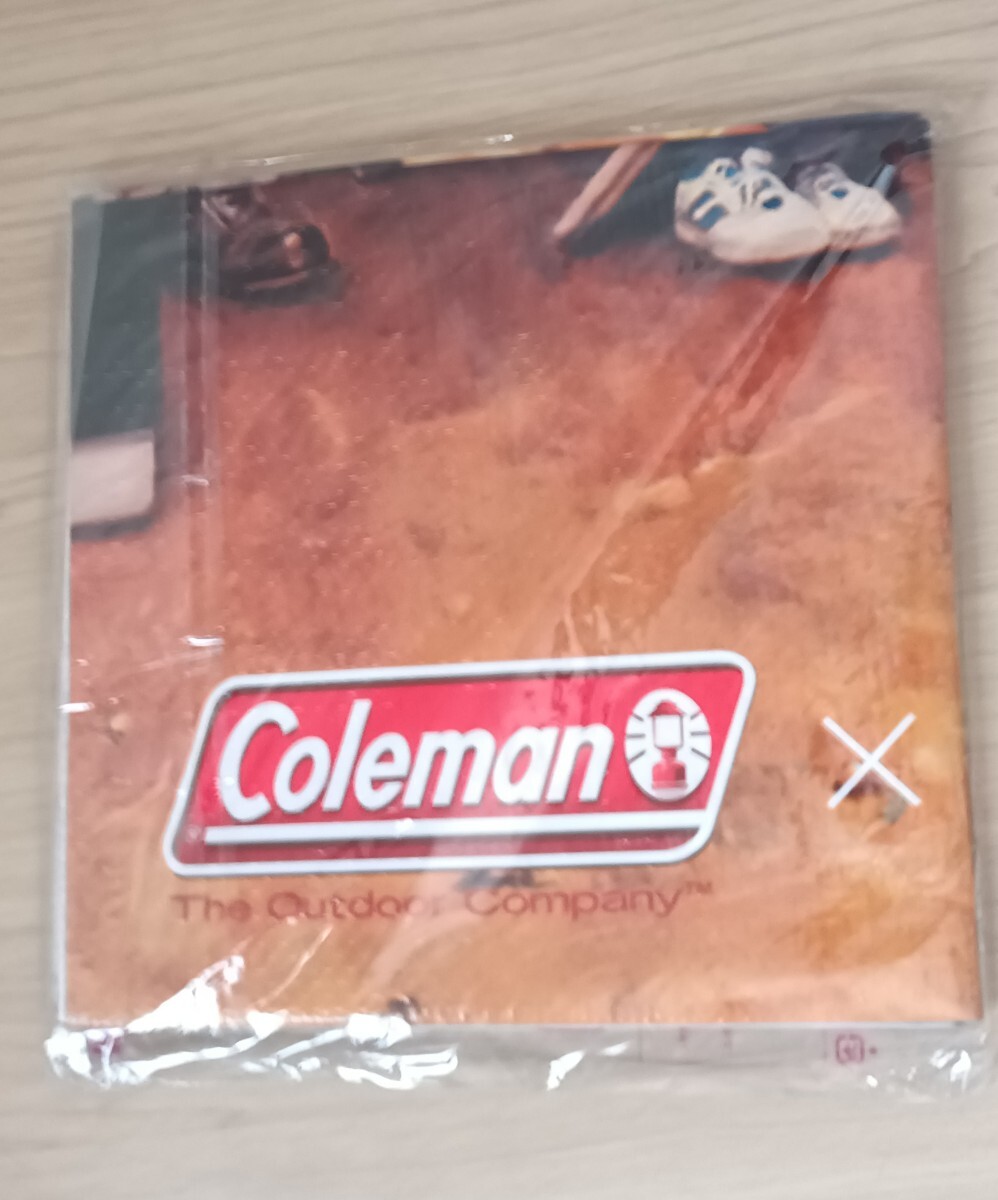 Coleman
×
The Outdoor Company™